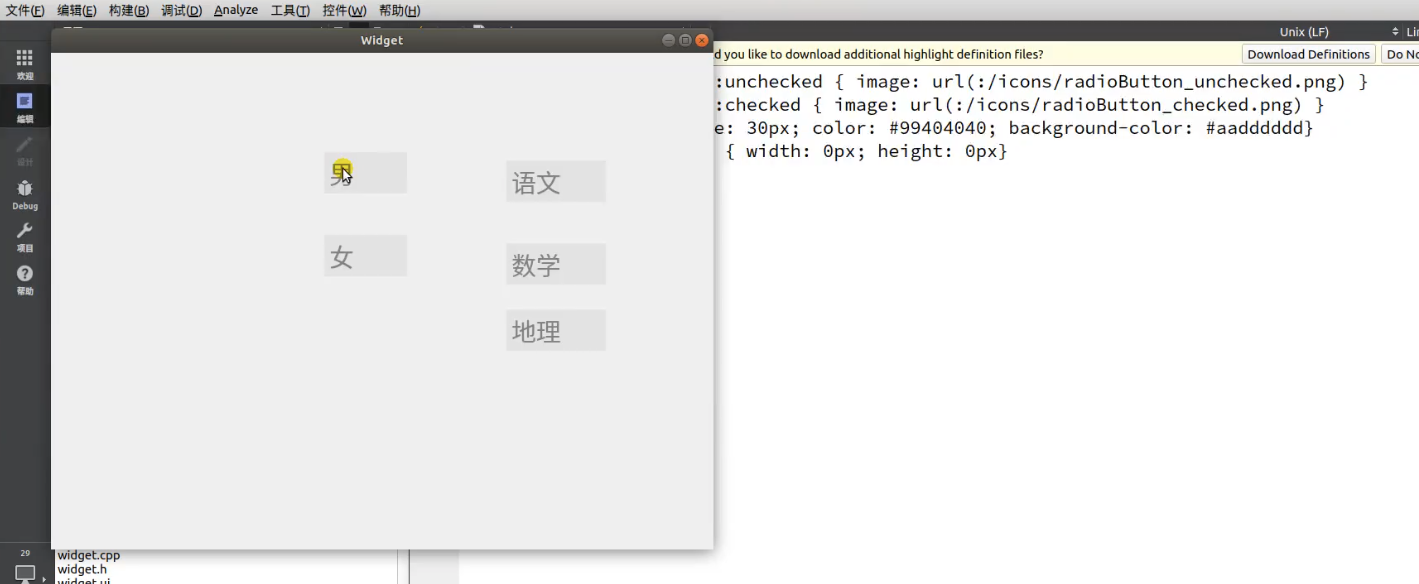 文件(F) 编辑(E) 构建(B) 调试(D) Analyze 工具(T) 控件(W) 帮助(H)
Unix (LF)
Widget
d you like to download additional highlight definition files? Download Definitions Do No
欢迎
编辑
设计
Debug
项目
帮助
:unchecked { image: url(:/icons/radioButton_unchecked.png) }
:checked { image: url(:/icons/radioButton_checked.png) }
e: 30px; color: #99404040; background-color: #aadddddd}
{ width: 0px; height: 0px}
男
语文
女
数学
地理
29
widget.cpp
widget.h
widget.ui